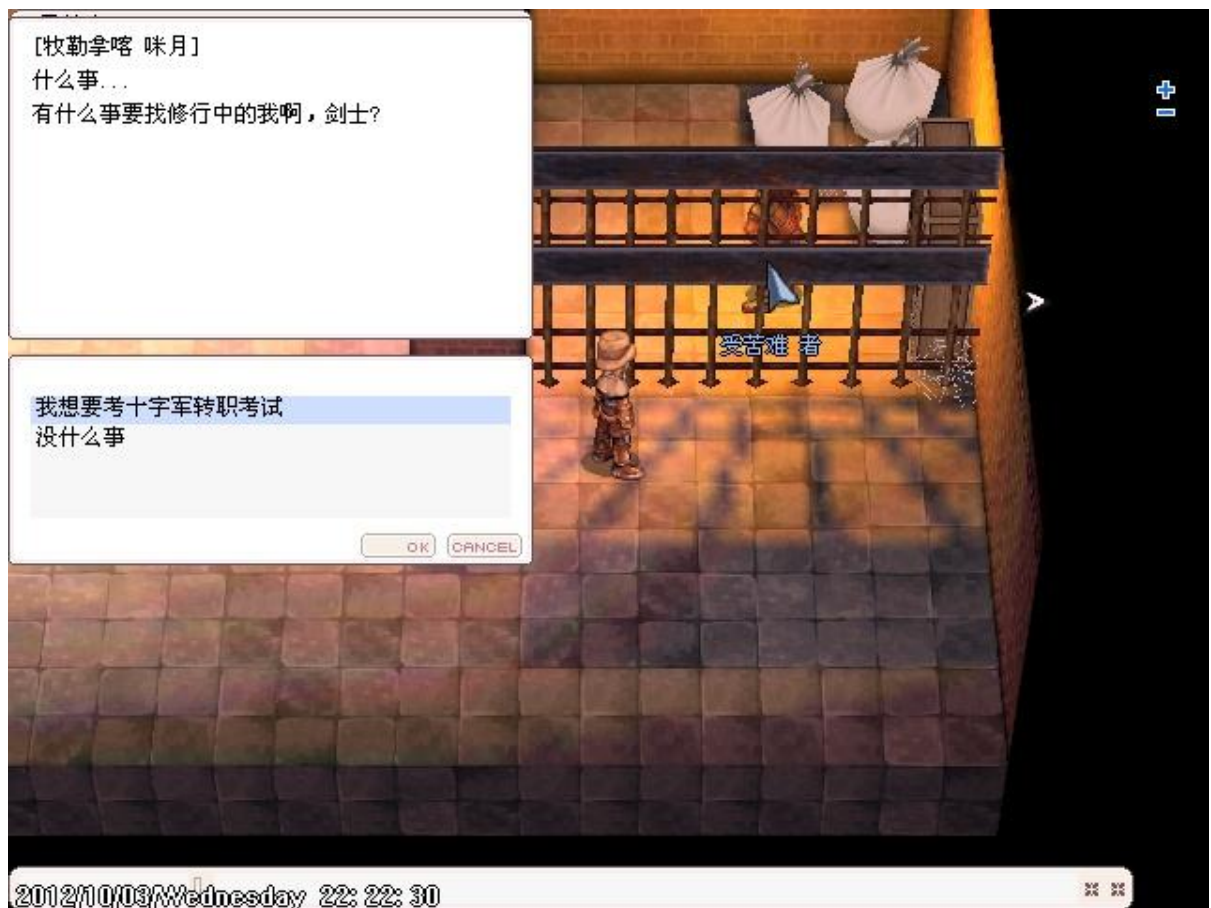 [牧勒拿喀 咪月]
什么事...
有什么事要找修行中的我啊，剑士?
受苦难 者
我想要考十字军转职考试
没什么事
OK
CANCEL
2012/10/03/Wednesday 22:22:30